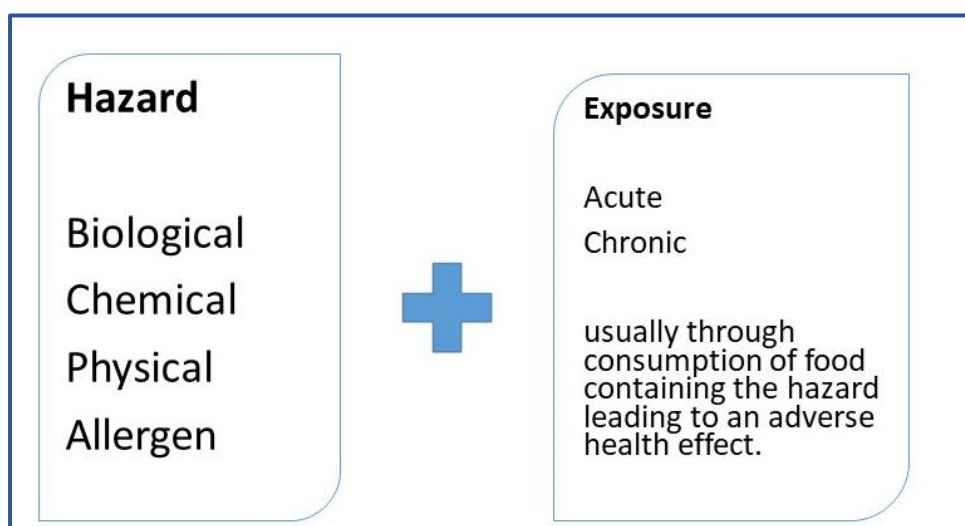 Hazard
Biological
Chemical
Physical
Allergen
Exposure
Acute
Chronic
usually through
consumption of food
containing the hazard
leading to an adverse
health effect.